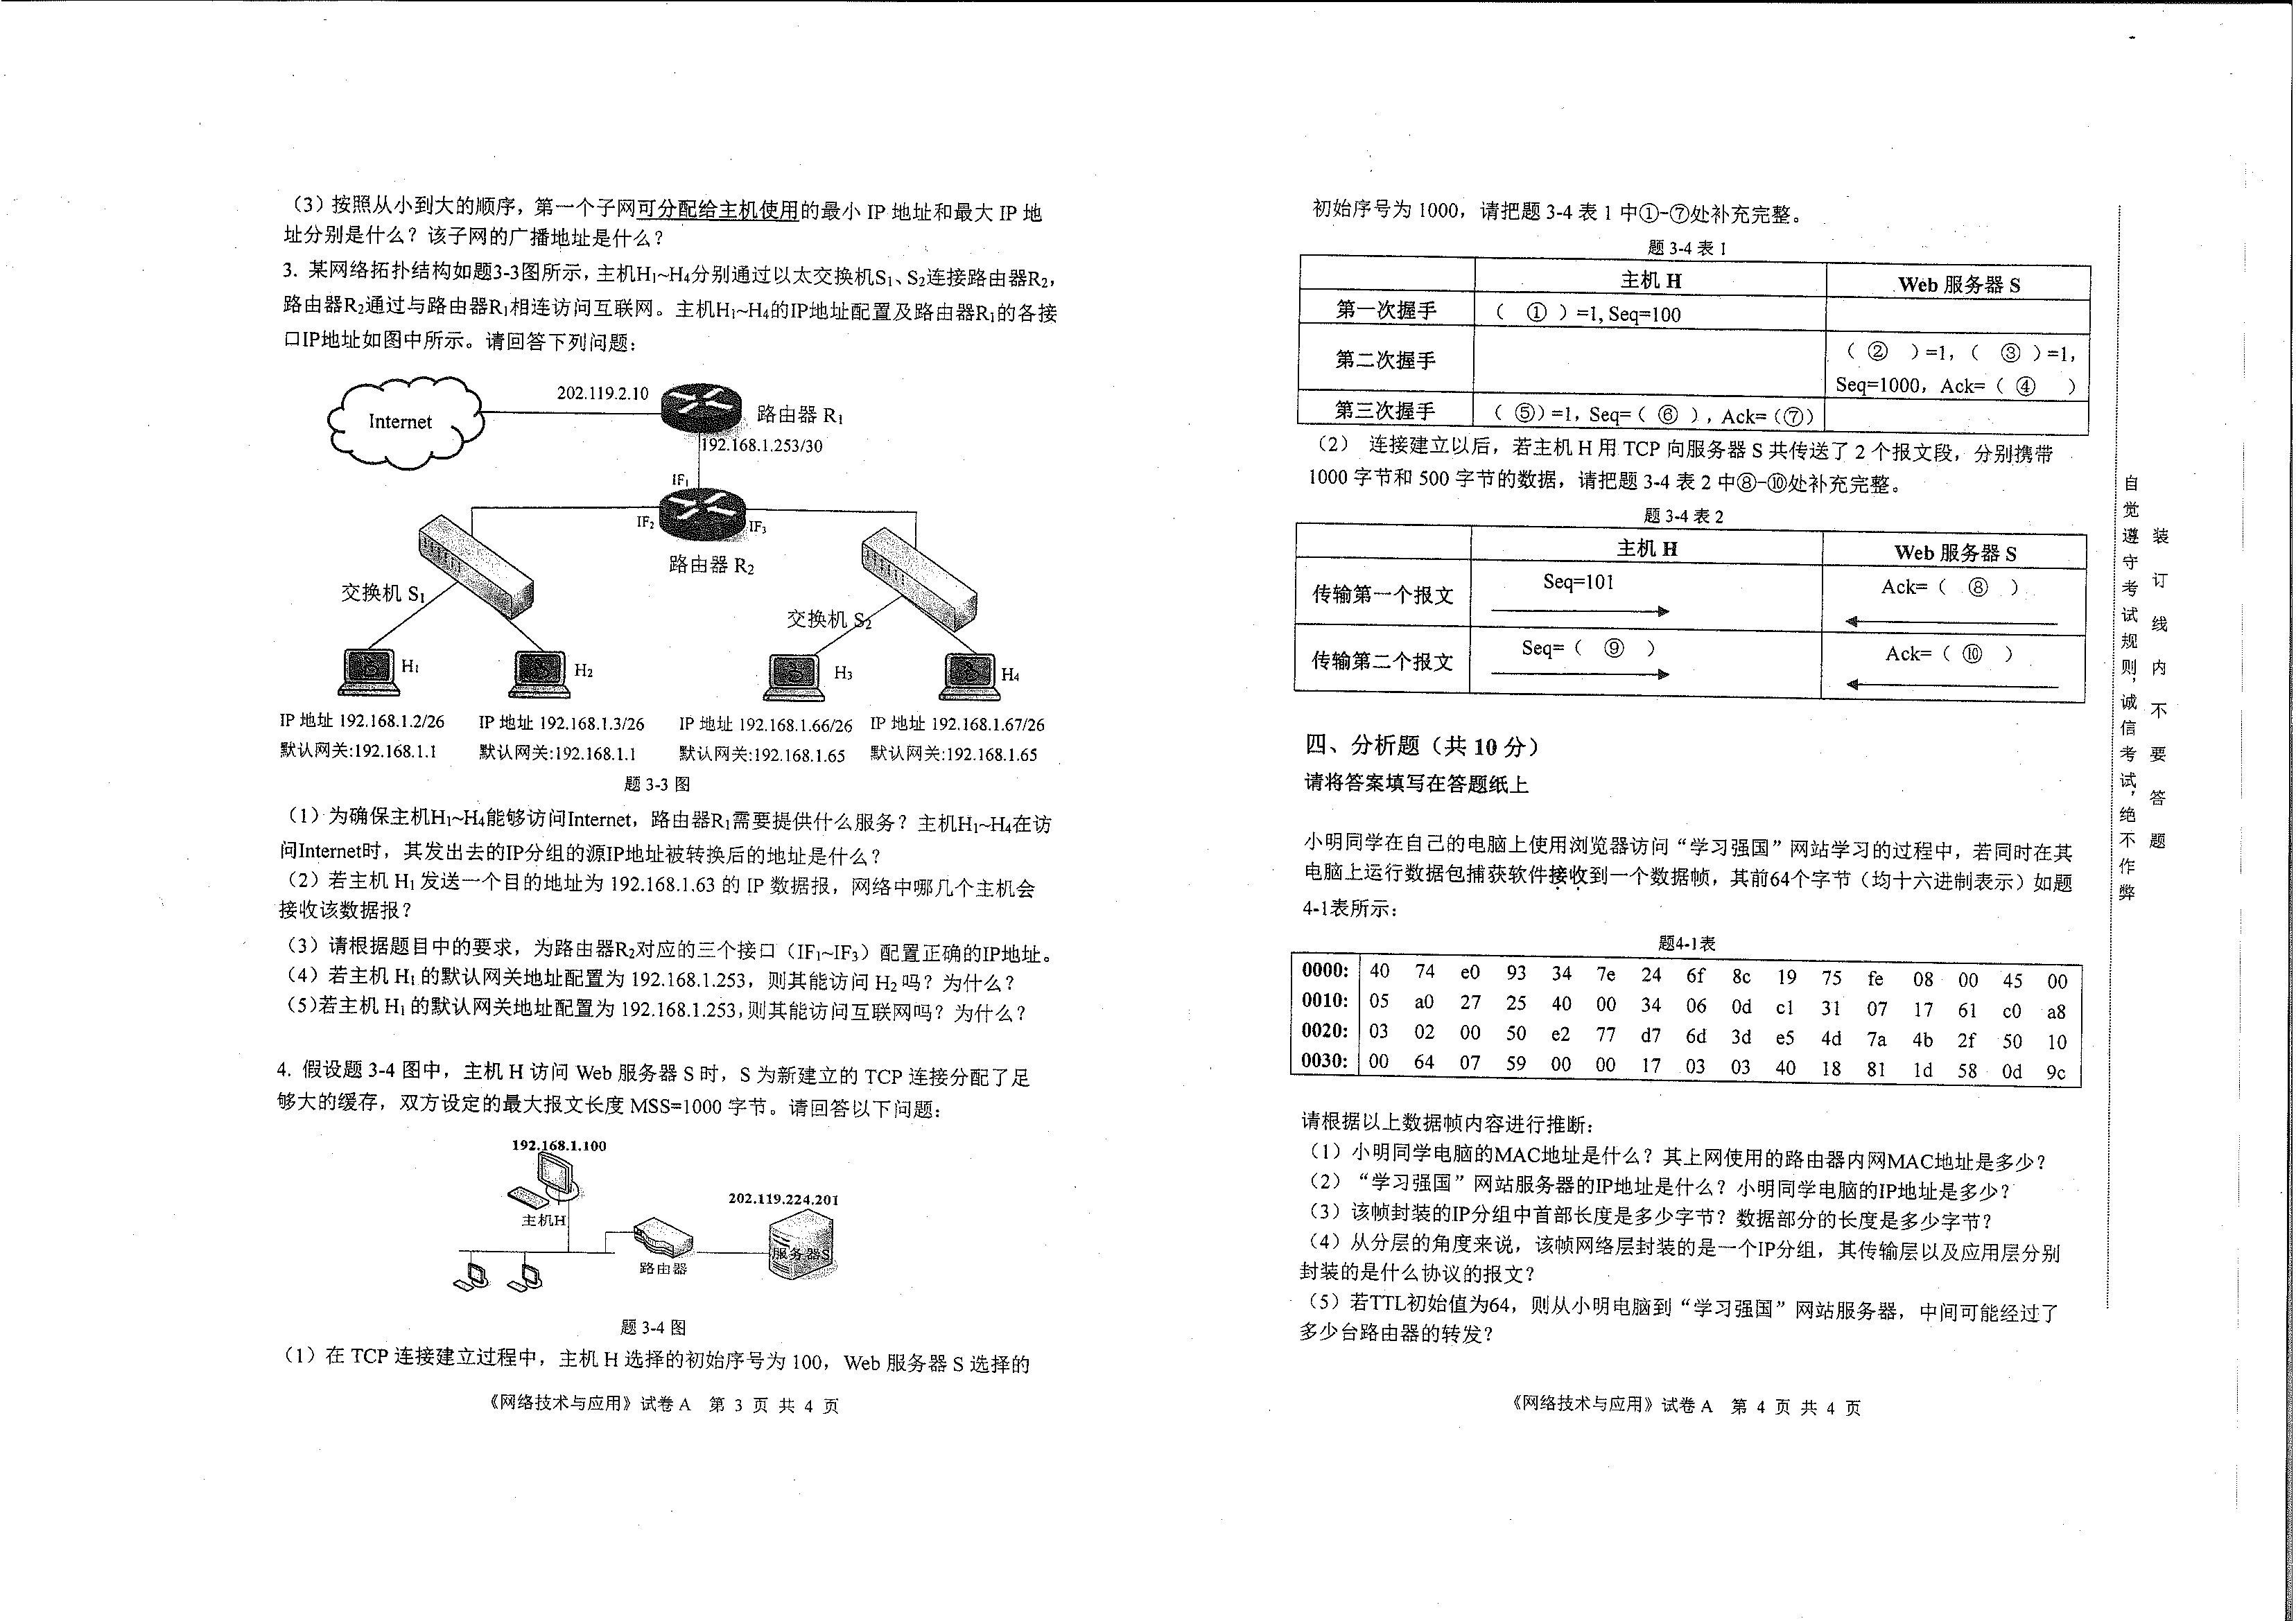 （3）按照从小到大的顺序，第一个子网可分配给主机使用的最小 IP 地址和最大 IP 地
址分别是什么？该子网的广播地址是什么？
3. 某网络拓扑结构如题3-3图所示，主机H₁~H₄分别通过以太交换机S₁、S₂连接路由器R₂，
路由器R₂通过与路由器R₁相连访问互联网。主机H₁~H₄的IP地址配置及路由器R₁的各接
口IP地址如图中所示。请回答下列问题：
Internet
202.119.2.10
路由器 R₁
192.168.1.253/30
IF₁
IF₂
IF₃
路由器 R₂
交换机 S₁
交换机 S₂
H₁
H₂
H₃
H₄
IP 地址 192.168.1.2/26 IP 地址 192.168.1.3/26 IP 地址 192.168.1.66/26 IP 地址 192.168.1.67/26
默认网关:192.168.1.1 默认网关:192.168.1.1 默认网关:192.168.1.65 默认网关:192.168.1.65
题 3-3 图
（1）为确保主机H₁~H₄能够访问Internet，路由器R₁需要提供什么服务？主机H₁~H₄在访
问Internet时，其发出去的IP分组的源IP地址被转换后的地址是什么？
（2）若主机 H₁ 发送一个目的地址为 192.168.1.63 的 IP 数据报，网络中哪几个主机会
接收该数据报？
（3）请根据题目中的要求，为路由器R₂对应的三个接口（IF₁~IF₃）配置正确的IP地址。
（4）若主机 H₁ 的默认网关地址配置为 192.168.1.253，则其能访问 H₂ 吗？为什么？
（5)若主机 H₁ 的默认网关地址配置为 192.168.1.253,则其能访问互联网吗？为什么？
4. 假设题 3-4 图中，主机 H 访问 Web 服务器 S 时，S 为新建立的 TCP 连接分配了足
够大的缓存，双方设定的最大报文长度 MSS=1000 字节。请回答以下问题：
192.168.1.100
主机H
202.119.224.201
服务器S
路由器
题 3-4 图
（1）在 TCP 连接建立过程中，主机 H 选择的初始序号为 100，Web 服务器 S 选择的
《网络技术与应用》试卷 A 第 3 页 共 4 页
初始序号为 1000，请把题 3-4 表 1 中①-⑦处补充完整。
题 3-4 表 1
主机 H Web 服务器 S
第一次握手 （ ① ）=1, Seq=100
第二次握手 （ ② ）=1，（ ③ ）=1，
Seq=1000，Ack=（ ④ ）
第三次握手 （ ⑤）=1，Seq=（ ⑥ ），Ack=（⑦）
（2） 连接建立以后，若主机 H 用 TCP 向服务器 S 共传送了 2 个报文段，分别携带
1000 字节和 500 字节的数据，请把题 3-4 表 2 中⑧-⑩处补充完整。
题 3-4 表 2
主机 H Web 服务器 S
传输第一个报文 Seq=101 Ack=（ ⑧ ）
传输第二个报文 Seq=（ ⑨ ） Ack=（ ⑩ ）
四、分析题（共 10 分）
请将答案填写在答题纸上
小明同学在自己的电脑上使用浏览器访问“学习强国”网站学习的过程中，若同时在其
电脑上运行数据包捕获软件接收到一个数据帧，其前64个字节（均十六进制表示）如题
4-1表所示：
题4-1表
0000: 40 74 e0 93 34 7e 24 6f 8c 19 75 fe 08 00 45 00
0010: 05 a0 27 25 40 00 34 06 0d c1 31 07 17 61 c0 a8
0020: 03 02 00 50 e2 77 d7 6d 3d e5 4d 7a 4b 2f 50 10
0030: 00 64 07 59 00 00 17 03 03 40 18 81 1d 58 0d 9c
请根据以上数据帧内容进行推断：
（1）小明同学电脑的MAC地址是什么？其上网使用的路由器内网MAC地址是多少？
（2）“学习强国”网站服务器的IP地址是什么？小明同学电脑的IP地址是多少？
（3）该帧封装的IP分组中首部长度是多少字节？数据部分的长度是多少字节？
（4）从分层的角度来说，该帧网络层封装的是一个IP分组，其传输层以及应用层分别
封装的是什么协议的报文？
（5）若TTL初始值为64，则从小明电脑到“学习强国”网站服务器，中间可能经过了
多少台路由器的转发？
《网络技术与应用》试卷 A 第 4 页 共 4 页
自觉遵守考试规则，诚信考试，绝不作弊
装订线内不要答题